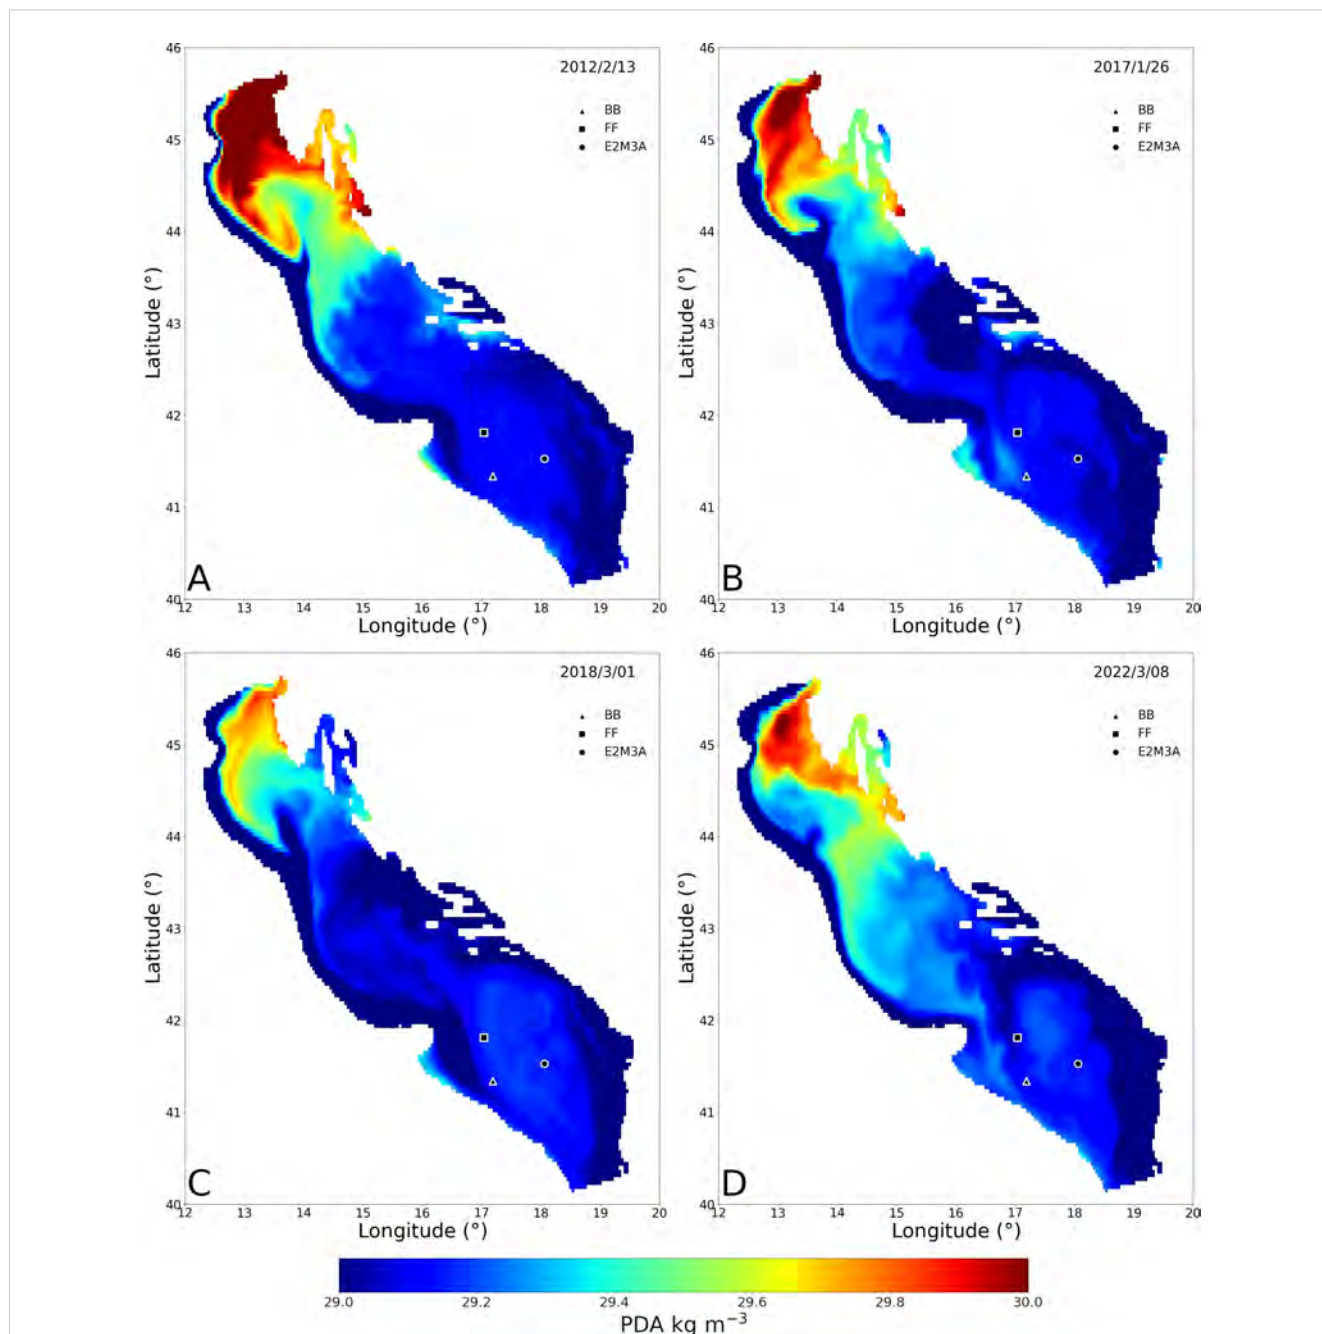 46
2012/2/13
BB
FF
E2M3A
45
44
43
42
41
40
Latitude (°)
A
12 13 14 15 16 17 18 19 20
Longitude (°)
46
2017/1/26
BB
FF
E2M3A
45
44
43
42
41
40
Latitude (°)
B
12 13 14 15 16 17 18 19 20
Longitude (°)
46
2018/3/01
BB
FF
E2M3A
45
44
43
42
41
40
Latitude (°)
C
12 13 14 15 16 17 18 19 20
Longitude (°)
46
2022/3/08
BB
FF
E2M3A
45
44
43
42
41
40
Latitude (°)
D
12 13 14 15 16 17 18 19 20
Longitude (°)
29.0 29.2 29.4 29.6 29.8 30.0
PDA kg m⁻³